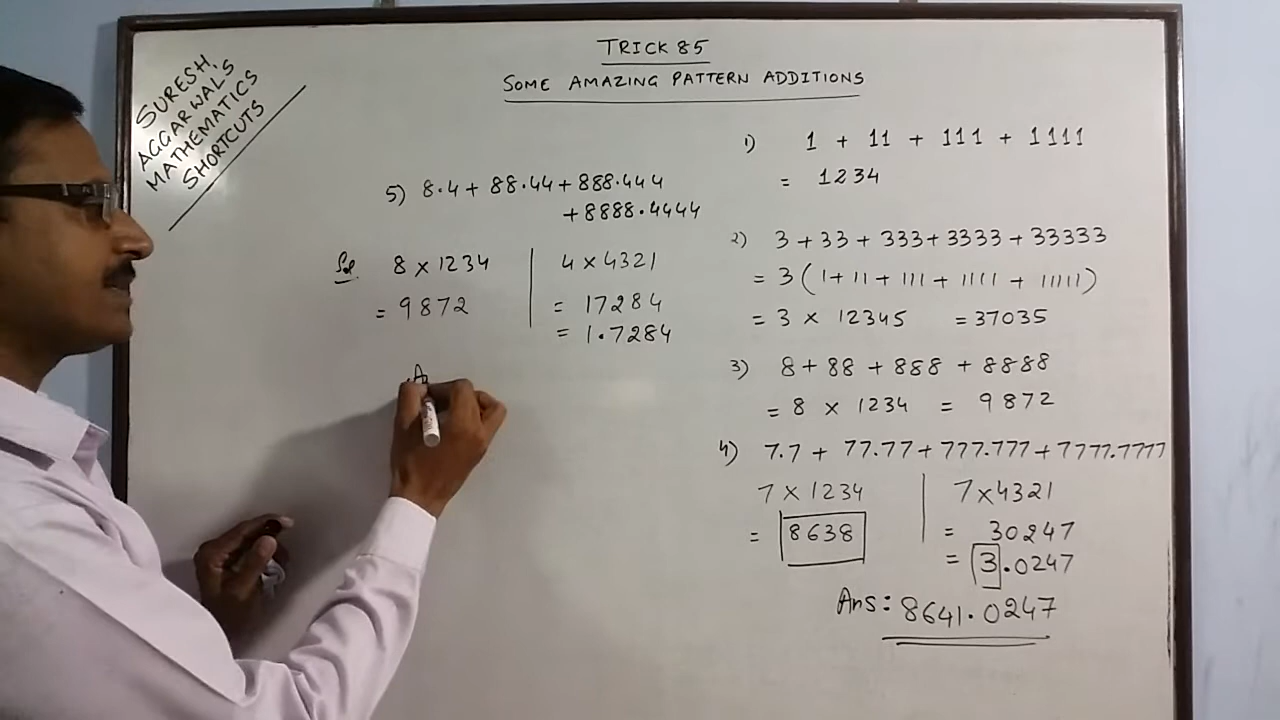 TRICK 85
SOME AMAZING PATTERN ADDITIONS
SURESH
AGGARWAL'S
MATHEMATICS
SHORTCUTS
5) 8.4 + 88.44 + 888.444
+ 8888.4444
Sol 8 × 1234
= 9872
4 × 4321
= 17284
= 1.7284
1) 1 + 11 + 111 + 1111
= 1234
2) 3 + 33 + 333 + 3333 + 33333
= 3 (1 + 11 + 111 + 1111 + 11111)
= 3 × 12345 = 37035
3) 8 + 88 + 888 + 8888
= 8 × 1234 = 9872
4) 7.7 + 77.77 + 777.777 + 7777.7777
7 × 1234
= 8638
7 × 4321
= 30247
= 3.0247
Ans: 8641.0247